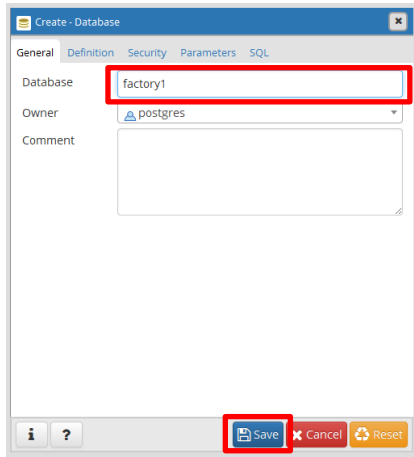 Create - Database
General Definition Security Parameters SQL
Database factory1
Owner postgres
Comment
i ? Save Cancel Reset